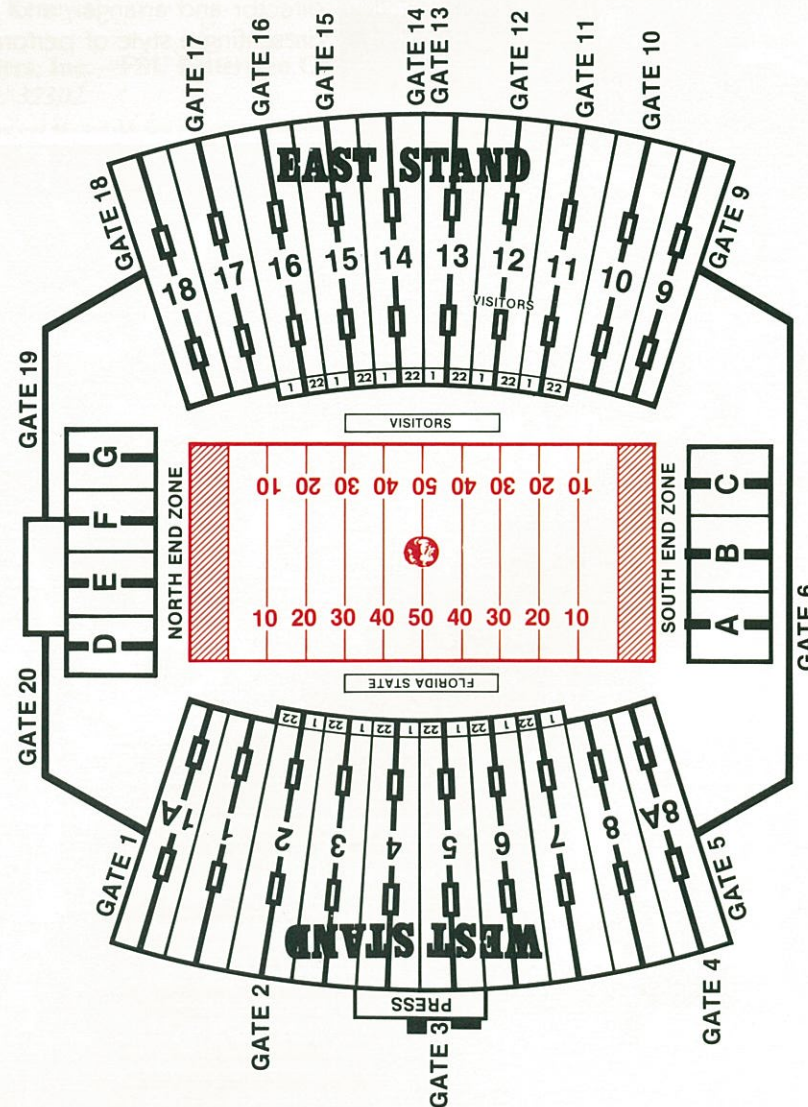 GATE 17
GATE 16
GATE 15
GATE 14
GATE 13
GATE 12
GATE 11
GATE 10
GATE 18
EAST STAND
GATE 9
18 17 16 15 14 13 12 11 10 9
VISITORS
1 22 1 22 1 22 1 22 1 22 1 22
GATE 19
VISITORS
G
F
E
D
NORTH END ZONE
10 20 30 40 50 40 30 20 10
10 20 30 40 50 40 30 20 10
SOUTH END ZONE
C
B
A
GATE 6
FLORIDA STATE
GATE 20
22 1 22 1 22 1 22 1 22 1 22 1
GATE 1
1A 1 2 3 4 5 6 7 8 8A
GATE 5
WEST STAND
GATE 2
PRESS
GATE 3
GATE 4